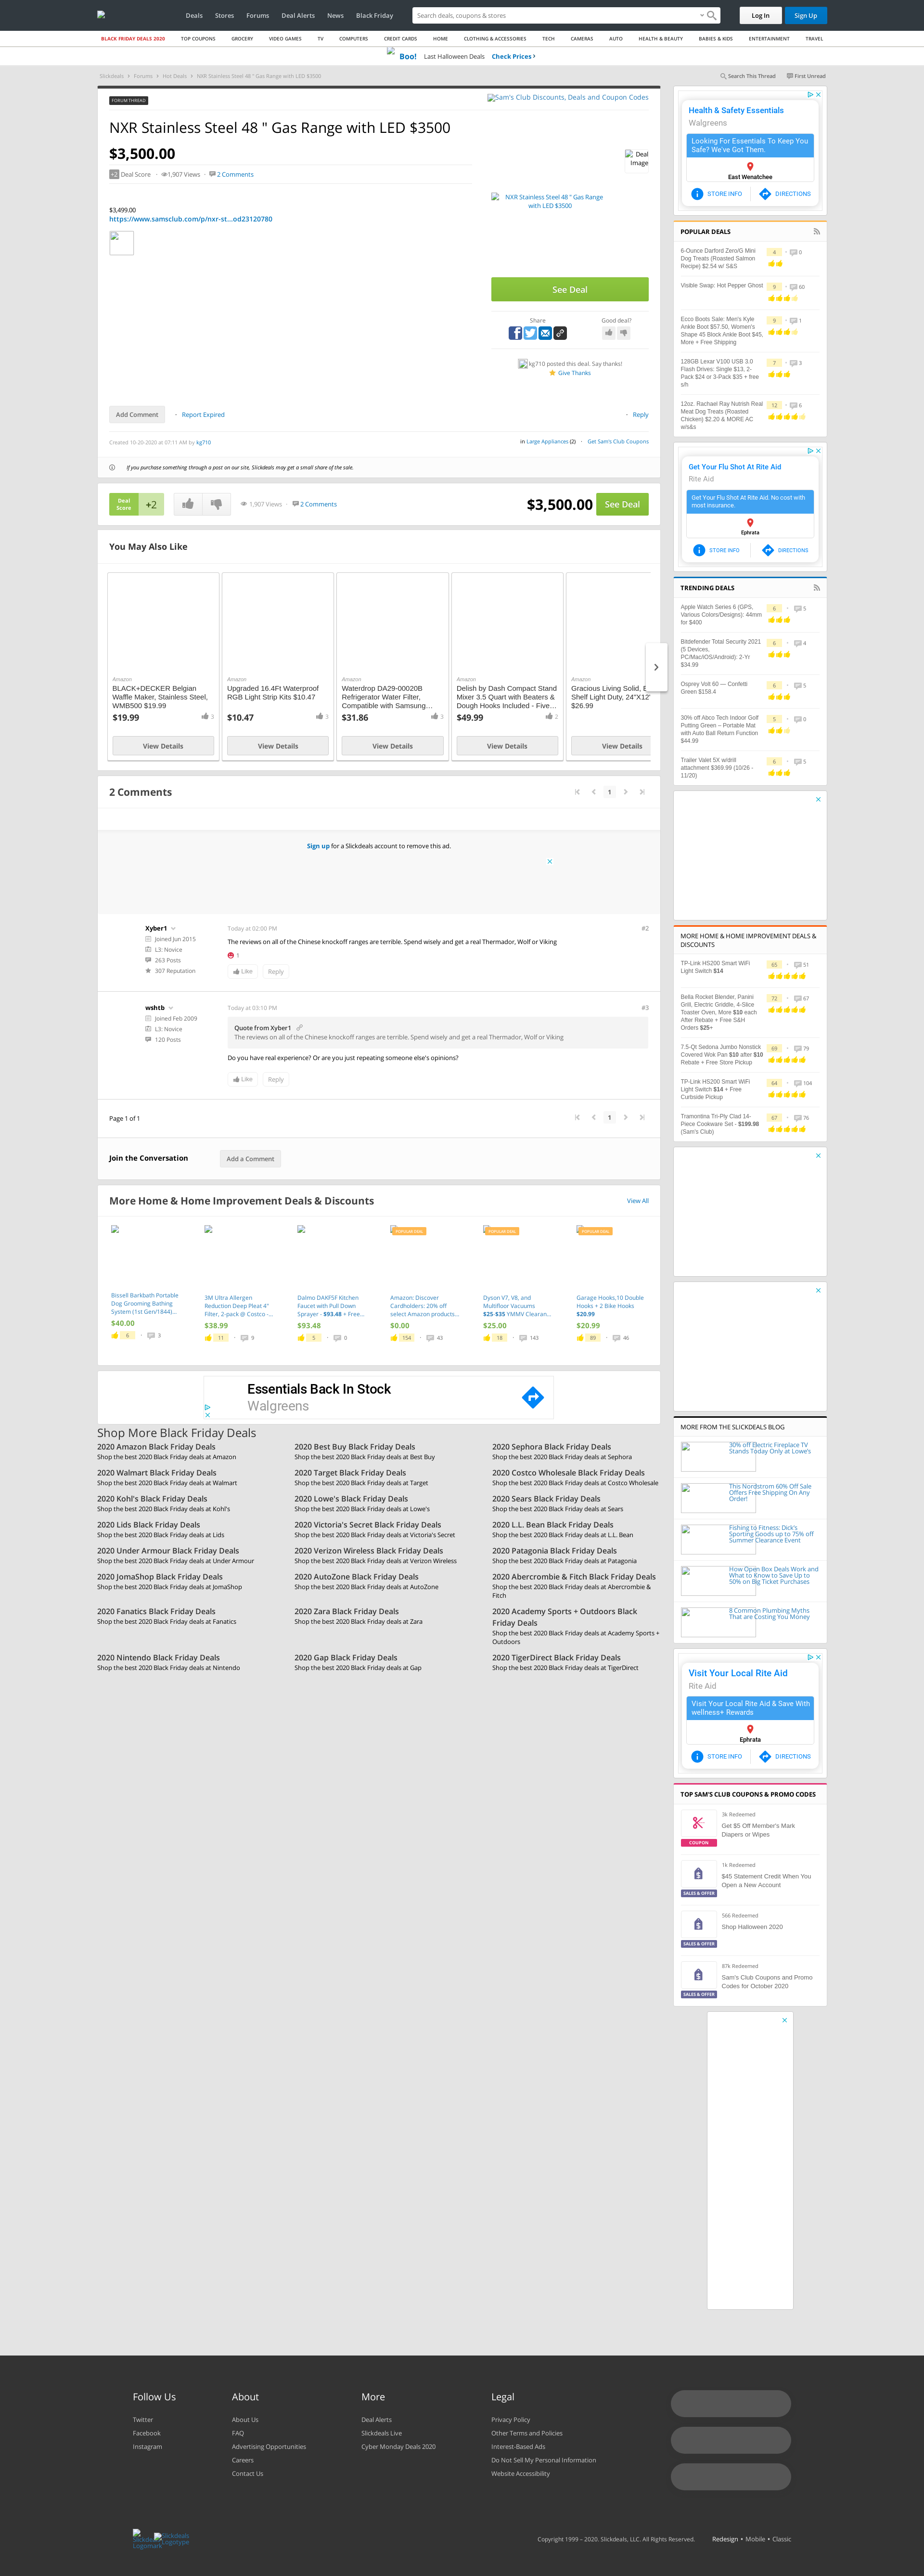 Deals Stores Forums Deal Alerts News Black Friday
Search deals, coupons & stores
Log In
Sign Up
BLACK FRIDAY DEALS 2020 TOP COUPONS GROCERY VIDEO GAMES TV COMPUTERS CREDIT CARDS HOME CLOTHING & ACCESSORIES TECH CAMERAS AUTO HEALTH & BEAUTY BABIES & KIDS ENTERTAINMENT TRAVEL
Boo! Last Halloween Deals Check Prices
Slickdeals › Forums › Hot Deals › NXR Stainless Steel 48 " Gas Range with LED $3500
Search This Thread First Unread
FORUM THREAD
Sam's Club Discounts, Deals and Coupon Codes
NXR Stainless Steel 48 " Gas Range with LED $3500
$3,500.00
Deal Image
+2 Deal Score 1,907 Views 2 Comments
NXR Stainless Steel 48 " Gas Range with LED $3500
$3,499.00
https://www.samsclub.com/p/nxr-st...od23120780
See Deal
Share
Good deal?
kg710 posted this deal. Say thanks!
Give Thanks
Add Comment
Report Expired
Reply
Created 10-20-2020 at 07:11 AM by kg710
in Large Appliances (2) Get Sam's Club Coupons
If you purchase something through a post on our site, Slickdeals may get a small share of the sale.
Deal Score
+2
1,907 Views 2 Comments
$3,500.00
See Deal
You May Also Like
Amazon
BLACK+DECKER Belgian Waffle Maker, Stainless Steel, WMB500 $19.99
$19.99 3
View Details
Amazon
Upgraded 16.4Ft Waterproof RGB Light Strip Kits $10.47
$10.47 3
View Details
Amazon
Waterdrop DA29-00020B Refrigerator Water Filter, Compatible with Samsung...
$31.86 3
View Details
Amazon
Delish by Dash Compact Stand Mixer 3.5 Quart with Beaters & Dough Hooks Included - Five...
$49.99 2
View Details
Amazon
Gracious Living Solid,
Shelf Light Duty, 24"X12"
$26.99
View Details
2 Comments
1
Sign up for a Slickdeals account to remove this ad.
Xyber1
Joined Jun 2015
L3: Novice
263 Posts
307 Reputation
Today at 02:00 PM
#2
The reviews on all of the Chinese knockoff ranges are terrible. Spend wisely and get a real Thermador, Wolf or Viking
Like
Reply
wshtb
Joined Feb 2009
L3: Novice
120 Posts
Today at 03:10 PM
#3
Quote from Xyber1
The reviews on all of the Chinese knockoff ranges are terrible. Spend wisely and get a real Thermador, Wolf or Viking
Do you have real experience? Or are you just repeating someone else's opinions?
Like
Reply
Page 1 of 1
1
Join the Conversation
Add a Comment
More Home & Home Improvement Deals & Discounts
View All
Bissell Barkbath Portable Dog Grooming Bathing System (1st Gen/1844)...
$40.00
6 3
3M Ultra Allergen Reduction Deep Pleat 4" Filter, 2-pack @ Costco -...
$38.99
11 9
Dalmo DAKF5F Kitchen Faucet with Pull Down Sprayer - $93.48 + Free...
$93.48
5 0
POPULAR DEAL
Amazon: Discover Cardholders: 20% off select Amazon products...
$0.00
154 43
POPULAR DEAL
Dyson V7, V8, and Multifloor Vacuums $25-$35 YMMV Clearan...
$25.00
18 143
POPULAR DEAL
Garage Hooks,10 Double Hooks + 2 Bike Hooks $20.99
$20.99
89 46
Essentials Back In Stock
Walgreens
Shop More Black Friday Deals
2020 Amazon Black Friday Deals
Shop the best 2020 Black Friday deals at Amazon
2020 Best Buy Black Friday Deals
Shop the best 2020 Black Friday deals at Best Buy
2020 Sephora Black Friday Deals
Shop the best 2020 Black Friday deals at Sephora
2020 Walmart Black Friday Deals
Shop the best 2020 Black Friday deals at Walmart
2020 Target Black Friday Deals
Shop the best 2020 Black Friday deals at Target
2020 Costco Wholesale Black Friday Deals
Shop the best 2020 Black Friday deals at Costco Wholesale
2020 Kohl's Black Friday Deals
Shop the best 2020 Black Friday deals at Kohl's
2020 Lowe's Black Friday Deals
Shop the best 2020 Black Friday deals at Lowe's
2020 Sears Black Friday Deals
Shop the best 2020 Black Friday deals at Sears
2020 Lids Black Friday Deals
Shop the best 2020 Black Friday deals at Lids
2020 Victoria's Secret Black Friday Deals
Shop the best 2020 Black Friday deals at Victoria's Secret
2020 L.L. Bean Black Friday Deals
Shop the best 2020 Black Friday deals at L.L. Bean
2020 Under Armour Black Friday Deals
Shop the best 2020 Black Friday deals at Under Armour
2020 Verizon Wireless Black Friday Deals
Shop the best 2020 Black Friday deals at Verizon Wireless
2020 Patagonia Black Friday Deals
Shop the best 2020 Black Friday deals at Patagonia
2020 JomaShop Black Friday Deals
Shop the best 2020 Black Friday deals at JomaShop
2020 AutoZone Black Friday Deals
Shop the best 2020 Black Friday deals at AutoZone
2020 Abercrombie & Fitch Black Friday Deals
Shop the best 2020 Black Friday deals at Abercrombie & Fitch
2020 Fanatics Black Friday Deals
Shop the best 2020 Black Friday deals at Fanatics
2020 Zara Black Friday Deals
Shop the best 2020 Black Friday deals at Zara
2020 Academy Sports + Outdoors Black Friday Deals
Shop the best 2020 Black Friday deals at Academy Sports + Outdoors
2020 Nintendo Black Friday Deals
Shop the best 2020 Black Friday deals at Nintendo
2020 Gap Black Friday Deals
Shop the best 2020 Black Friday deals at Gap
2020 TigerDirect Black Friday Deals
Shop the best 2020 Black Friday deals at TigerDirect
Health & Safety Essentials
Walgreens
Looking For Essentials To Keep You Safe? We've Got Them.
East Wenatchee
STORE INFO DIRECTIONS
POPULAR DEALS
6-Ounce Darford Zero/G Mini Dog Treats (Roasted Salmon Recipe) $2.54 w/ S&S
4 0
Visible Swap: Hot Pepper Ghost
9 60
Ecco Boots Sale: Men's Kyle Ankle Boot $57.50, Women's Shape 45 Block Ankle Boot $45, More + Free Shipping
9 1
128GB Lexar V100 USB 3.0 Flash Drives: Single $13, 2-Pack $24 or 3-Pack $35 + free s/h
7 3
12oz. Rachael Ray Nutrish Real Meat Dog Treats (Roasted Chicken) $2.20 & MORE AC w/s&s
12 6
Get Your Flu Shot At Rite Aid
Rite Aid
Get Your Flu Shot At Rite Aid. No cost with most insurance.
Ephrata
STORE INFO DIRECTIONS
TRENDING DEALS
Apple Watch Series 6 (GPS, Various Colors/Designs): 44mm for $400
6 5
Bitdefender Total Security 2021 (5 Devices, PC/Mac/iOS/Android): 2-Yr $34.99
6 4
Osprey Volt 60 — Confetti Green $158.4
6 5
30% off Abco Tech Indoor Golf Putting Green – Portable Mat with Auto Ball Return Function $44.99
5 0
Trailer Valet 5X w/drill attachment $369.99 (10/26 - 11/20)
6 5
MORE HOME & HOME IMPROVEMENT DEALS & DISCOUNTS
TP-Link HS200 Smart WiFi Light Switch $14
65 51
Bella Rocket Blender, Panini Grill, Electric Griddle, 4-Slice Toaster Oven, More $10 each After Rebate + Free S&H Orders $25+
72 67
7.5-Qt Sedona Jumbo Nonstick Covered Wok Pan $10 after $10 Rebate + Free Store Pickup
69 79
TP-Link HS200 Smart WiFi Light Switch $14 + Free Curbside Pickup
64 104
Tramontina Tri-Ply Clad 14-Piece Cookware Set - $199.98 (Sam's Club)
67 76
MORE FROM THE SLICKDEALS BLOG
30% off Electric Fireplace TV Stands Today Only at Lowe's
This Nordstrom 60% Off Sale Offers Free Shipping On Any Order!
Fishing to Fitness: Dick's Sporting Goods up to 75% off Summer Clearance Event
How Open Box Deals Work and What to Know to Save Up to 50% on Big Ticket Purchases
8 Common Plumbing Myths That are Costing You Money
Visit Your Local Rite Aid
Rite Aid
Visit Your Local Rite Aid & Save With wellness+ Rewards
Ephrata
STORE INFO DIRECTIONS
TOP SAM'S CLUB COUPONS & PROMO CODES
COUPON
3k Redeemed
Get $5 Off Member's Mark Diapers or Wipes
SALES & OFFER
1k Redeemed
$45 Statement Credit When You Open a New Account
SALES & OFFER
566 Redeemed
Shop Halloween 2020
SALES & OFFER
87k Redeemed
Sam's Club Coupons and Promo Codes for October 2020
Follow Us
Twitter
Facebook
Instagram
About
About Us
FAQ
Advertising Opportunities
Careers
Contact Us
More
Deal Alerts
Slickdeals Live
Cyber Monday Deals 2020
Legal
Privacy Policy
Other Terms and Policies
Interest-Based Ads
Do Not Sell My Personal Information
Website Accessibility
Slickdeals Logotype
Copyright 1999 – 2020. Slickdeals, LLC. All Rights Reserved. Redesign • Mobile • Classic